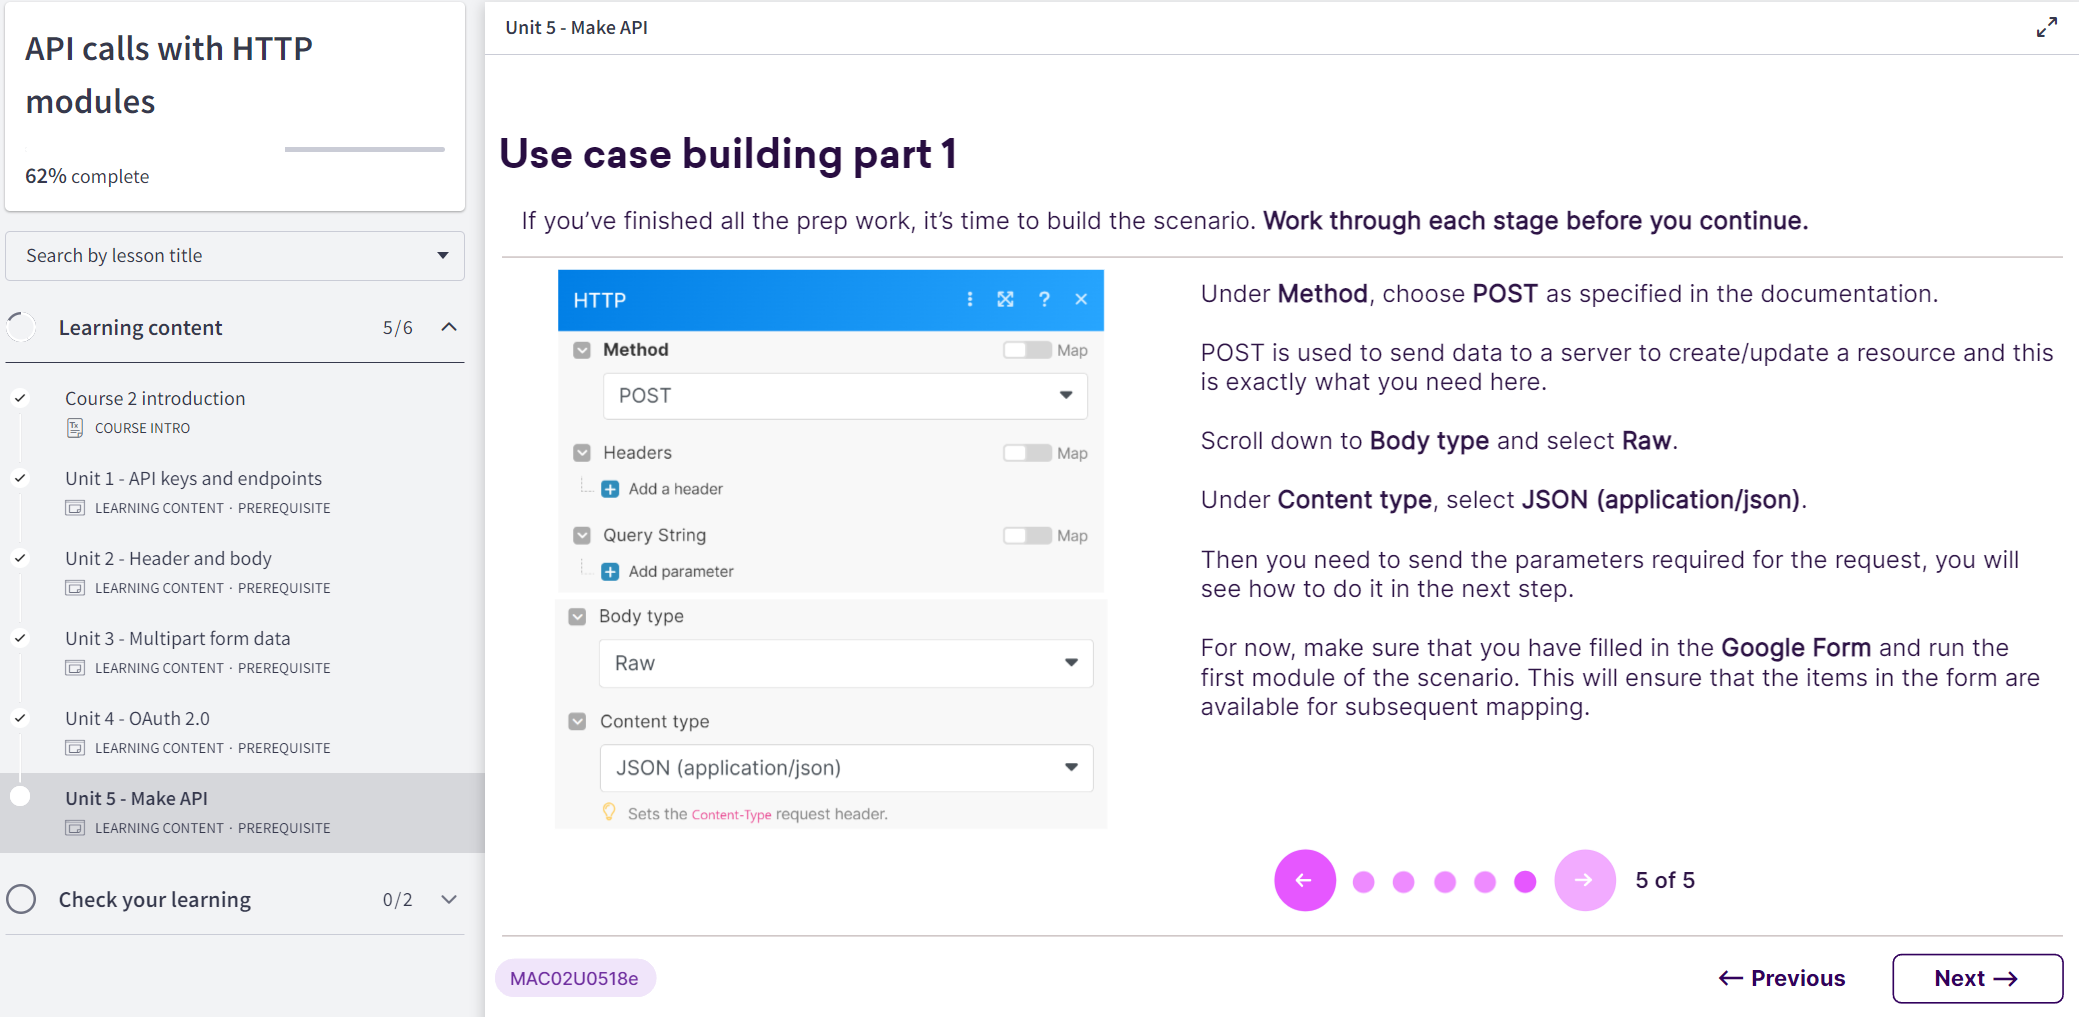 API calls with HTTP
modules
62% complete
Search by lesson title
Learning content 5/6
Course 2 introduction
COURSE INTRO
Unit 1 - API keys and endpoints
LEARNING CONTENT · PREREQUISITE
Unit 2 - Header and body
LEARNING CONTENT · PREREQUISITE
Unit 3 - Multipart form data
LEARNING CONTENT · PREREQUISITE
Unit 4 - OAuth 2.0
LEARNING CONTENT · PREREQUISITE
Unit 5 - Make API
LEARNING CONTENT · PREREQUISITE
Check your learning 0/2
Unit 5 - Make API
Use case building part 1
If you’ve finished all the prep work, it’s time to build the scenario. Work through each stage before you continue.
HTTP ?
Method Map
POST
Headers Map
Add a header
Query String Map
Add parameter
Body type
Raw
Content type
JSON (application/json)
Sets the Content-Type request header.
Under Method, choose POST as specified in the documentation.
POST is used to send data to a server to create/update a resource and this
is exactly what you need here.
Scroll down to Body type and select Raw.
Under Content type, select JSON (application/json).
Then you need to send the parameters required for the request, you will
see how to do it in the next step.
For now, make sure that you have filled in the Google Form and run the
first module of the scenario. This will ensure that the items in the form are
available for subsequent mapping.
5 of 5
MAC02U0518e
← Previous
Next →